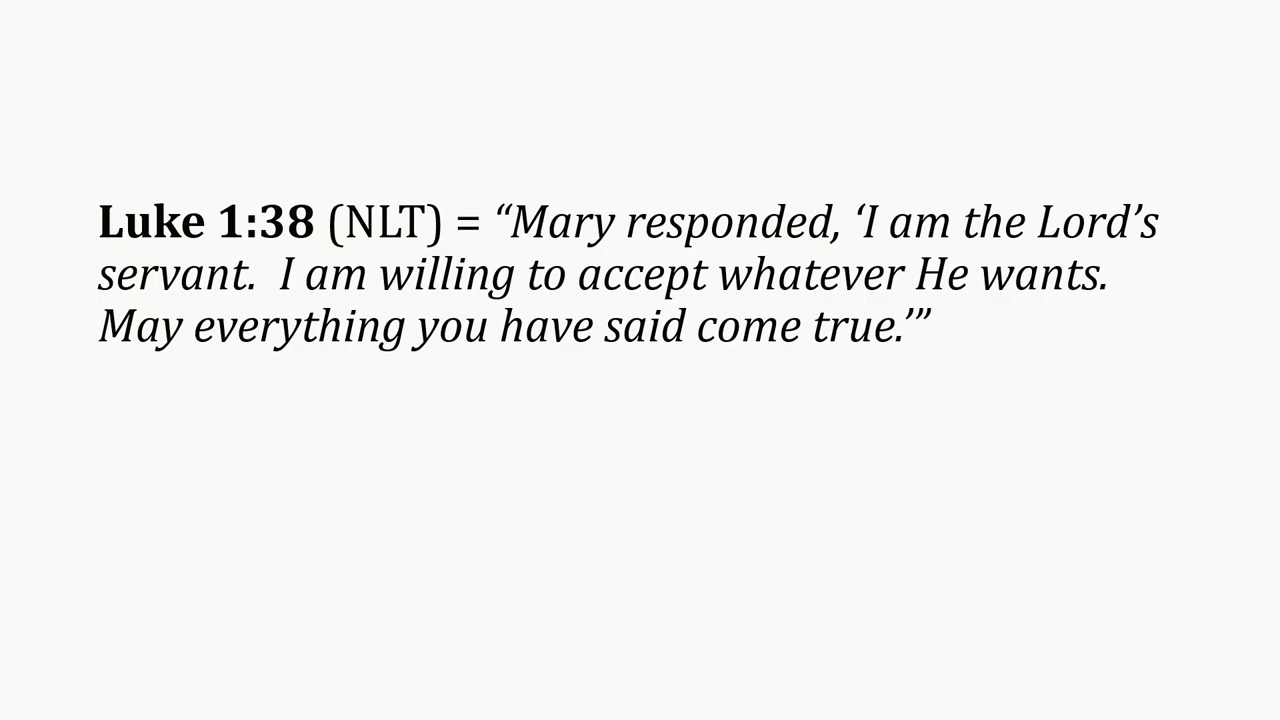 Luke 1:38 (NLT) = “Mary responded, ‘I am the Lord’s
servant.  I am willing to accept whatever He wants.
May everything you have said come true.’”